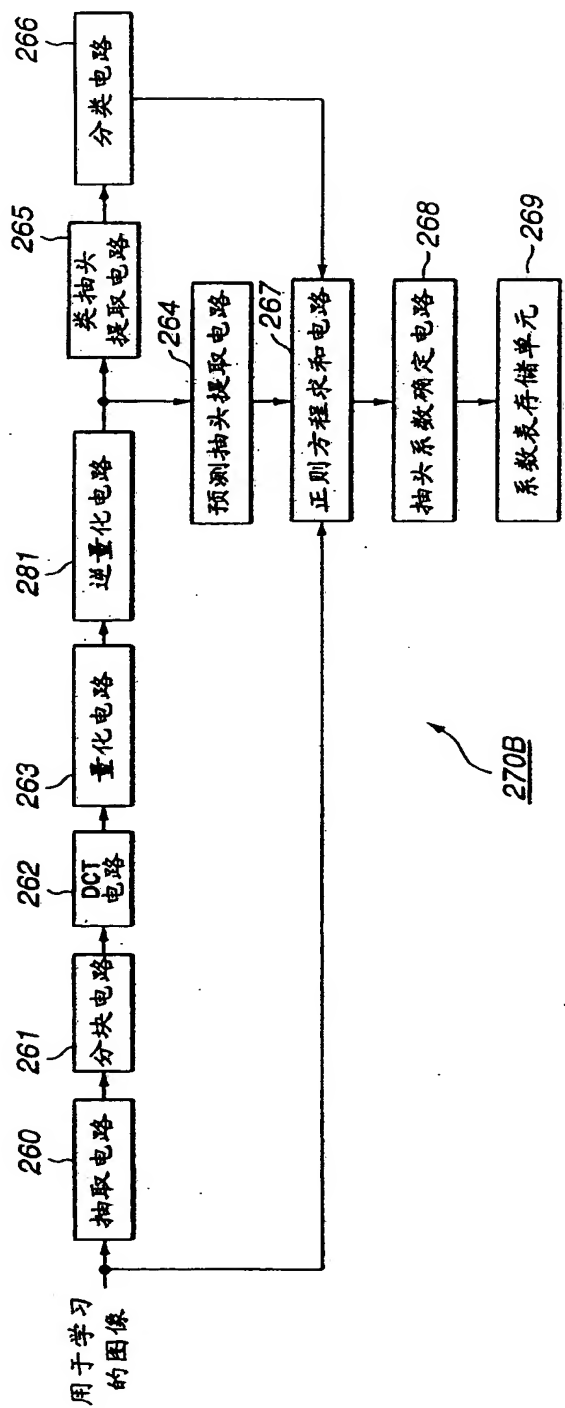 用于学习
的图像
260
抽取电路
261
分块电路
262
DCT
电路
263
量化电路
281
逆量化电路
265
类抽头
提取电路
266
分类电路
264
预测抽头提取电路
267
正则方程求和电路
268
抽头系数确定电路
269
系数表存储单元
270B